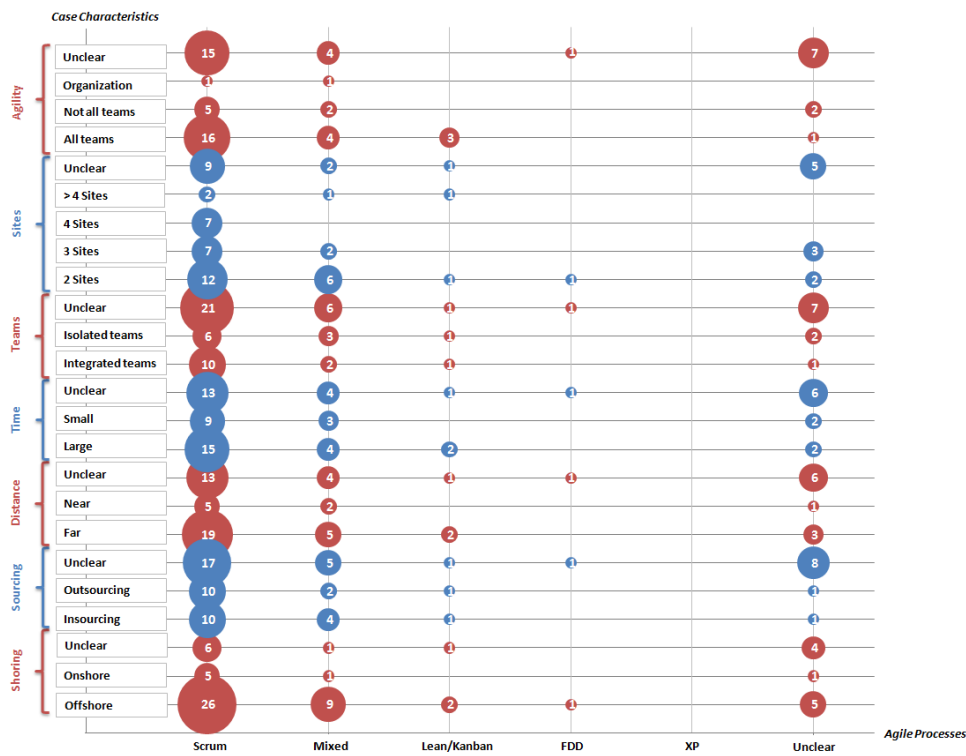 Case Characteristics
Agility
Unclear 15 4 1 7
Organization 1 1
Not all teams 5 2 2
All teams 16 4 3 1
Sites
Unclear 9 2 1 5
> 4 Sites 2 1 1
4 Sites 7
3 Sites 7 2 3
2 Sites 12 6 1 1 2
Teams
Unclear 21 6 1 1 7
Isolated teams 6 3 1 2
Integrated teams 10 2 1 1
Time
Unclear 13 4 1 1 6
Small 9 3 2
Large 15 4 2 2
Distance
Unclear 13 4 1 1 6
Near 5 2 1
Far 19 5 2 3
Sourcing
Unclear 17 5 1 1 8
Outsourcing 10 2 1 1
Insourcing 10 4 1 1
Shoring
Unclear 6 1 1 4
Onshore 5 1 1
Offshore 26 9 2 1 5
Agile Processes
Scrum Mixed Lean/Kanban FDD XP Unclear